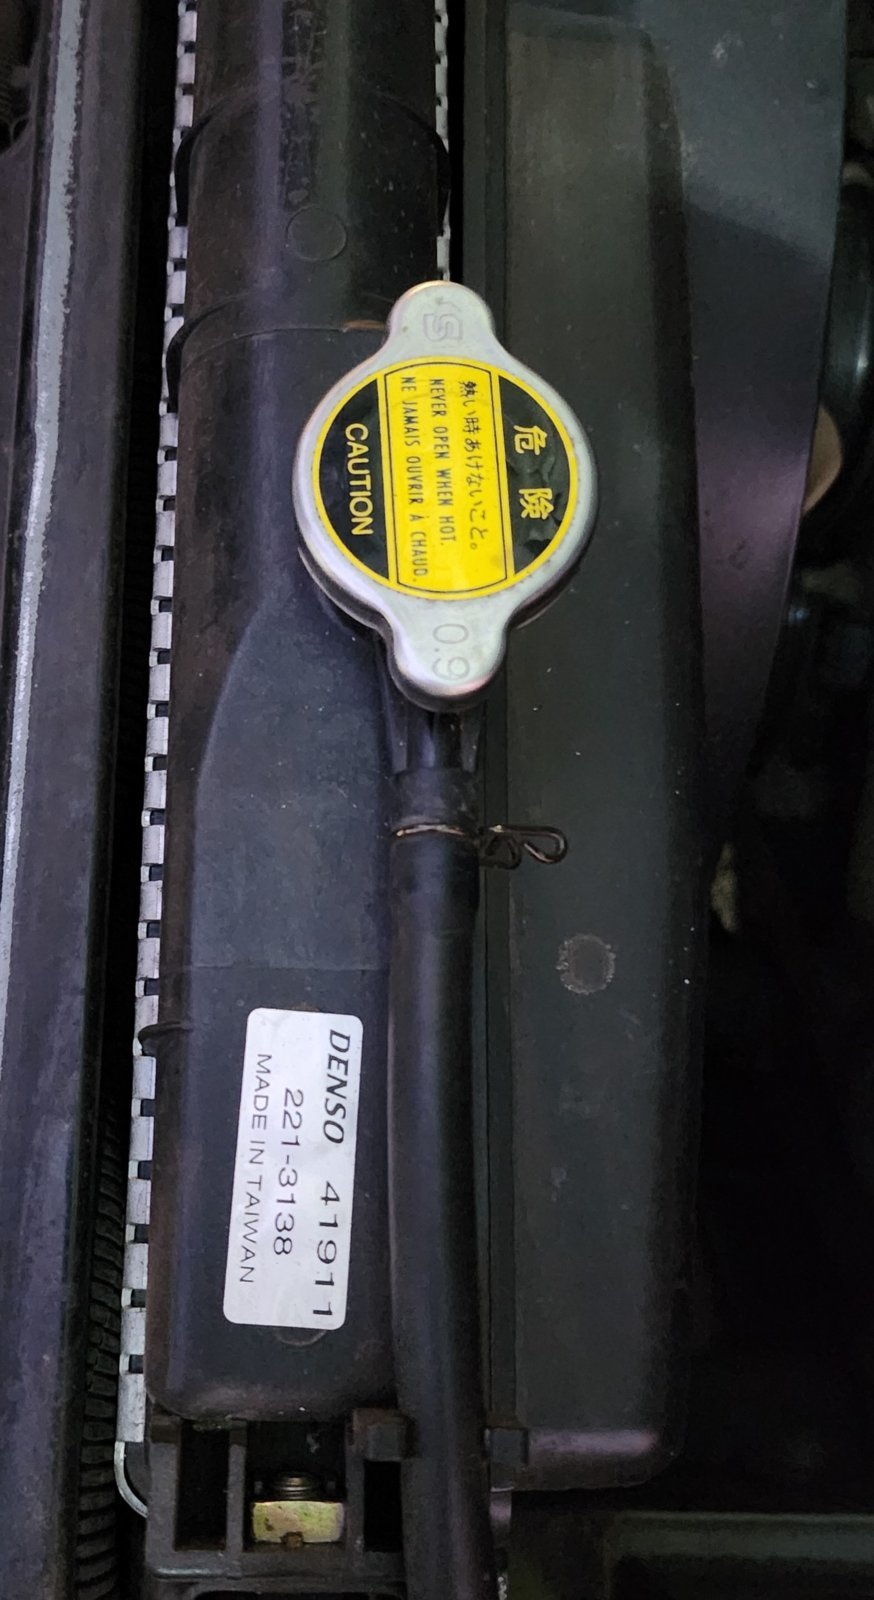 S
危険
熱い時あけないこと。
NEVER OPEN WHEN HOT.
NE JAMAIS OUVRIR À CHAUD.
CAUTION
0.9
DENSO 41911
221-3138
MADE IN TAIWAN